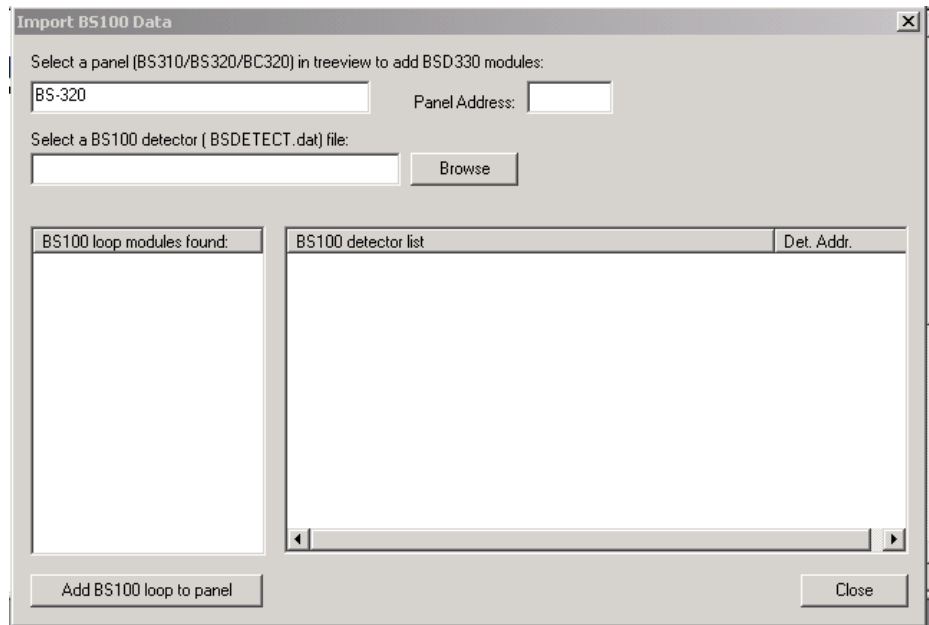 Import BS100 Data
Select a panel (BS310/BS320/BC320) in treeview to add BSD330 modules:
BS-320
Panel Address:
Select a BS100 detector ( BSDETECT.dat) file:
Browse
BS100 loop modules found:
BS100 detector list
Det. Addr.
Add BS100 loop to panel
Close